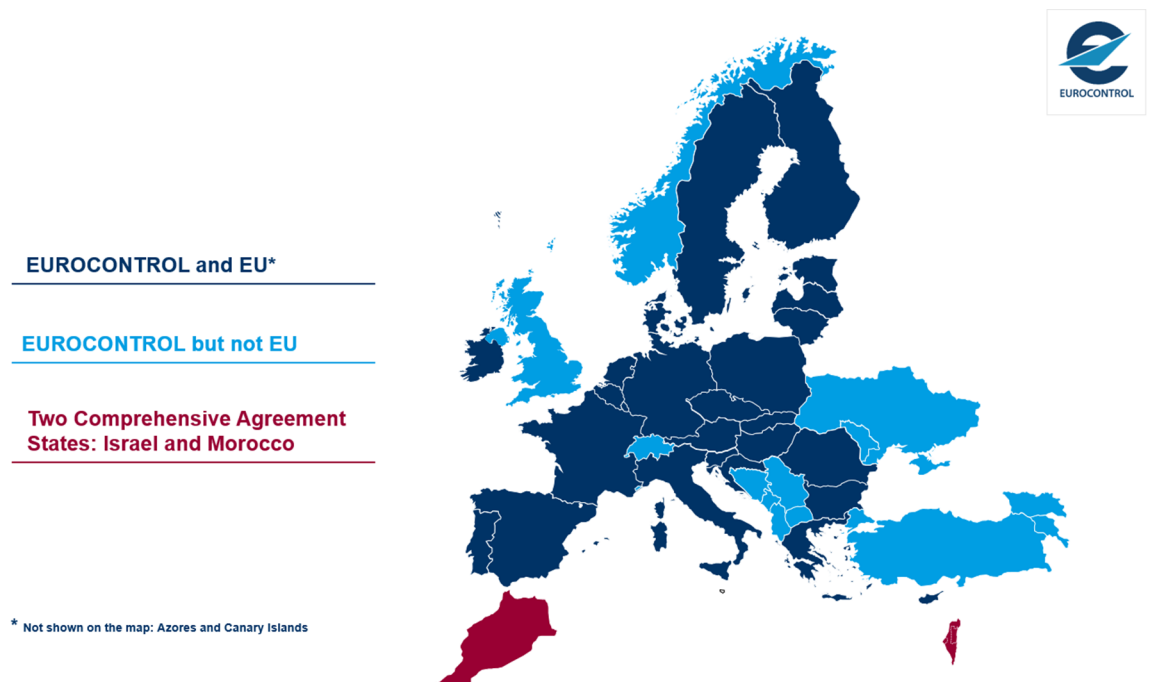 EUROCONTROL
EUROCONTROL and EU*
EUROCONTROL but not EU
Two Comprehensive Agreement
States: Israel and Morocco
* Not shown on the map: Azores and Canary Islands